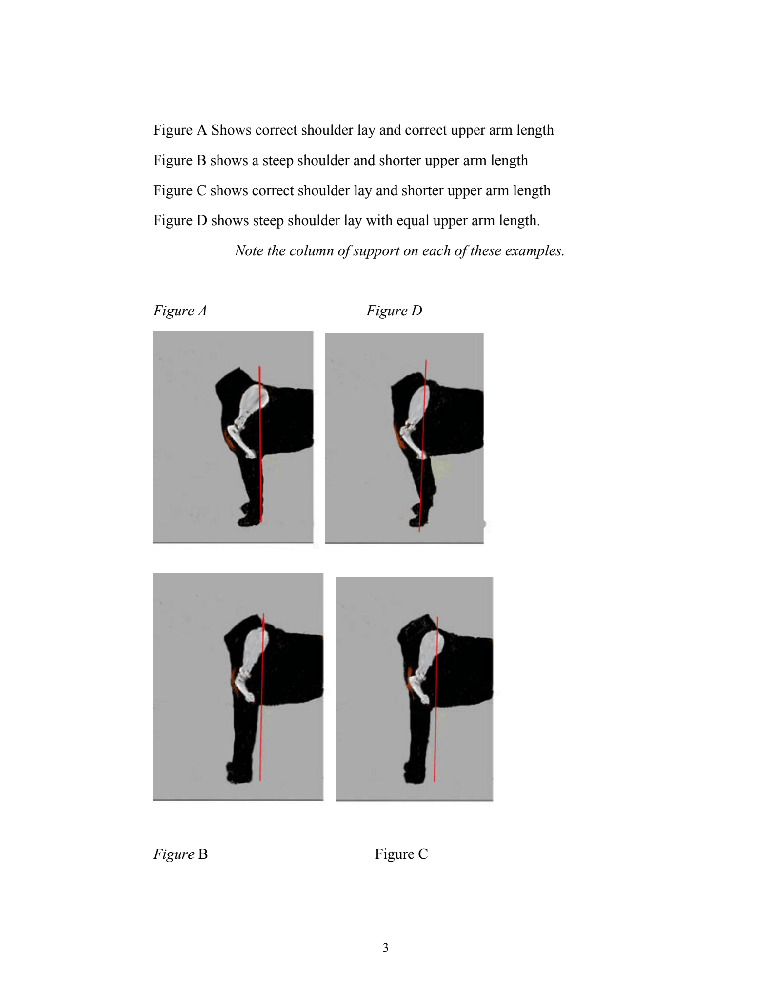 Figure A Shows correct shoulder lay and correct upper arm length
Figure B shows a steep shoulder and shorter upper arm length
Figure C shows correct shoulder lay and shorter upper arm length
Figure D shows steep shoulder lay with equal upper arm length.
Note the column of support on each of these examples.
Figure A Figure D
Figure B Figure C
3